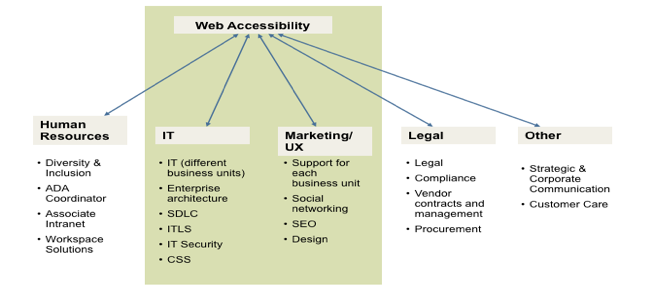 Web Accessibility
Human
Resources
• Diversity &
Inclusion
• ADA
Coordinator
• Associate
Intranet
• Workspace
Solutions
IT
• IT (different
business units)
• Enterprise
architecture
• SDLC
• ITLS
• IT Security
• CSS
Marketing/
UX
• Support for
each
business unit
• Social
networking
• SEO
• Design
Legal
• Legal
• Compliance
• Vendor
contracts and
management
• Procurement
Other
• Strategic &
Corporate
Communication
• Customer Care